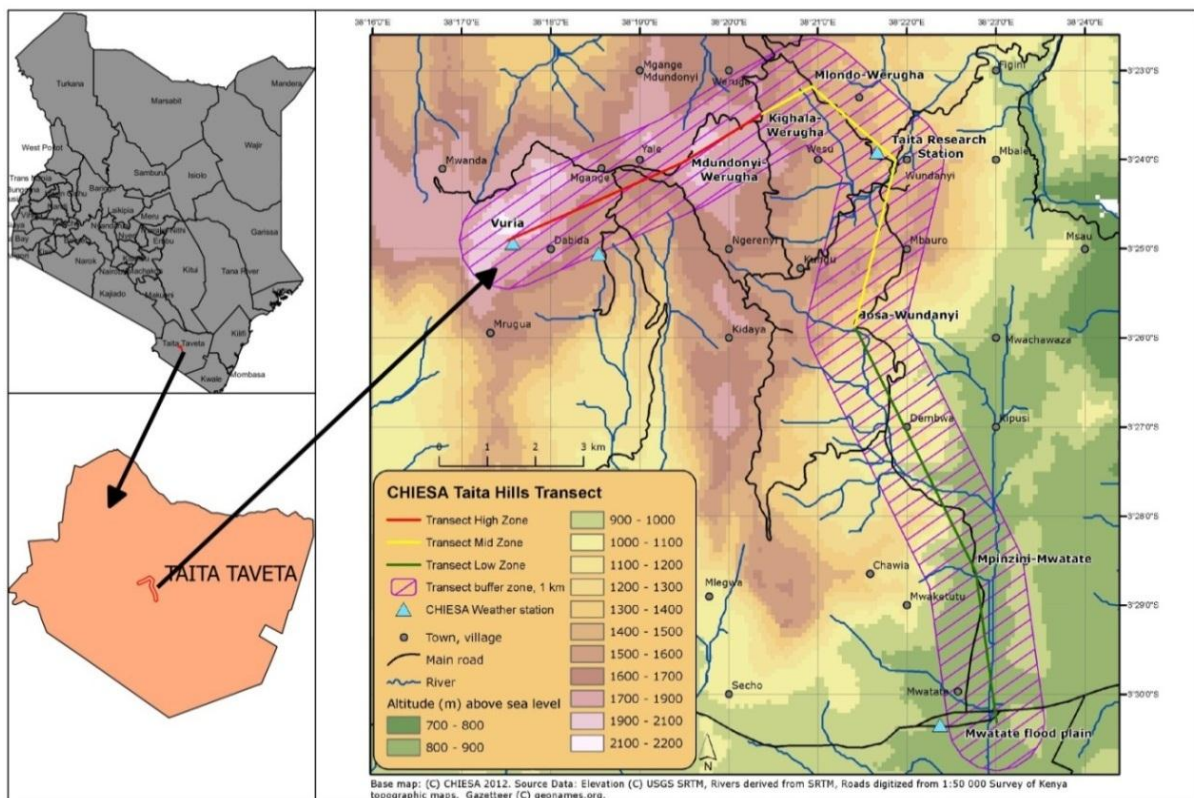 Turkana
Mandera
Marsabit
West Pokot
Wajir
Samburu
Isiolo
Laikipia
Meru
Garissa
Narok
Kitui
Tana River
Kajiado
Makueni
Kilifi
Taita Taveta
Mombasa
Kwale
TAITA TAVETA
38°16'0"E 38°17'0"E 38°18'0"E 38°19'0"E 38°20'0"E 38°21'0"E 38°22'0"E 38°23'0"E 38°24'0"E
3°23'0"S
3°24'0"S
3°25'0"S
3°26'0"S
3°27'0"S
3°28'0"S
3°29'0"S
3°30'0"S
Mgange
Mdundonyi
Werugha
Mlondo-Werugha
Figini
Kighala-
Werugha
Taita Research
Station
Mwanda
Yale
Wesu
Mbale
Mgange
Mdundonyi-
Werugha
Wundanyi
Vuria
Dabida
Ngerenyi
Kungu
Mbauro
Msau
Mrugua
Kidaya
Josa-Wundanyi
Mwachawaza
Dembwa
Kipusi
0 1 2 3 km
Mpinzini-Mwatate
Mlegwa
Chawia
Mwaketutu
Secho
Mwatate
Mwatate flood plain
CHIESA Taita Hills Transect
Transect High Zone
Transect Mid Zone
Transect Low Zone
Transect buffer zone, 1 km
CHIESA Weather station
Town, village
Main road
River
Altitude (m) above sea level
700 - 800
800 - 900
900 - 1000
1000 - 1100
1100 - 1200
1200 - 1300
1300 - 1400
1400 - 1500
1500 - 1600
1600 - 1700
1700 - 1900
1900 - 2100
2100 - 2200
N
Base map: (C) CHIESA 2012. Source Data: Elevation (C) USGS SRTM, Rivers derived from SRTM, Roads digitized from 1:50 000 Survey of Kenya
topographic maps. Gazetteer (C) geonames.org.